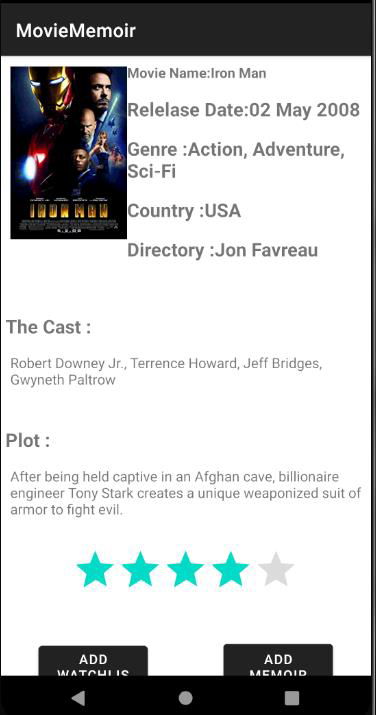 MovieMemoir
Movie Name:Iron Man
Relelase Date:02 May 2008
Genre :Action, Adventure,
Sci-Fi
Country :USA
Directory :Jon Favreau
IRON MAN
The Cast :
Robert Downey Jr., Terrence Howard, Jeff Bridges,
Gwyneth Paltrow
Plot :
After being held captive in an Afghan cave, billionaire
engineer Tony Stark creates a unique weaponized suit of
armor to fight evil.
ADD
WATCHLIS
ADD
MEMOIR